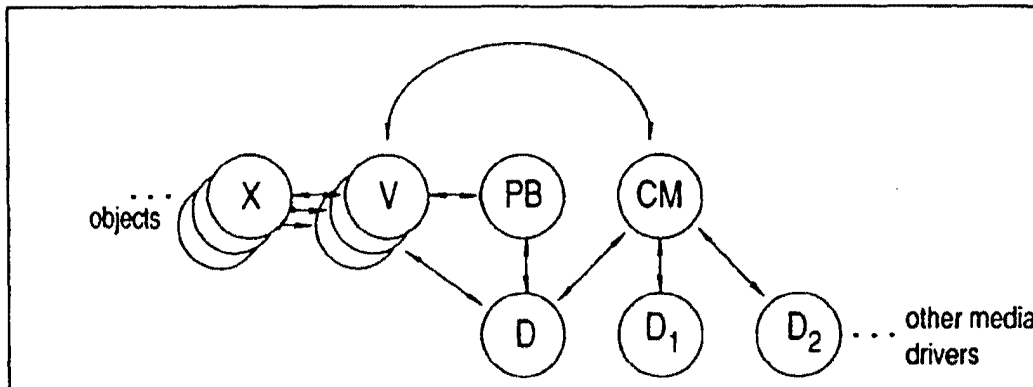 X V PB CM
... objects
D D1 D2 ... other media
drivers